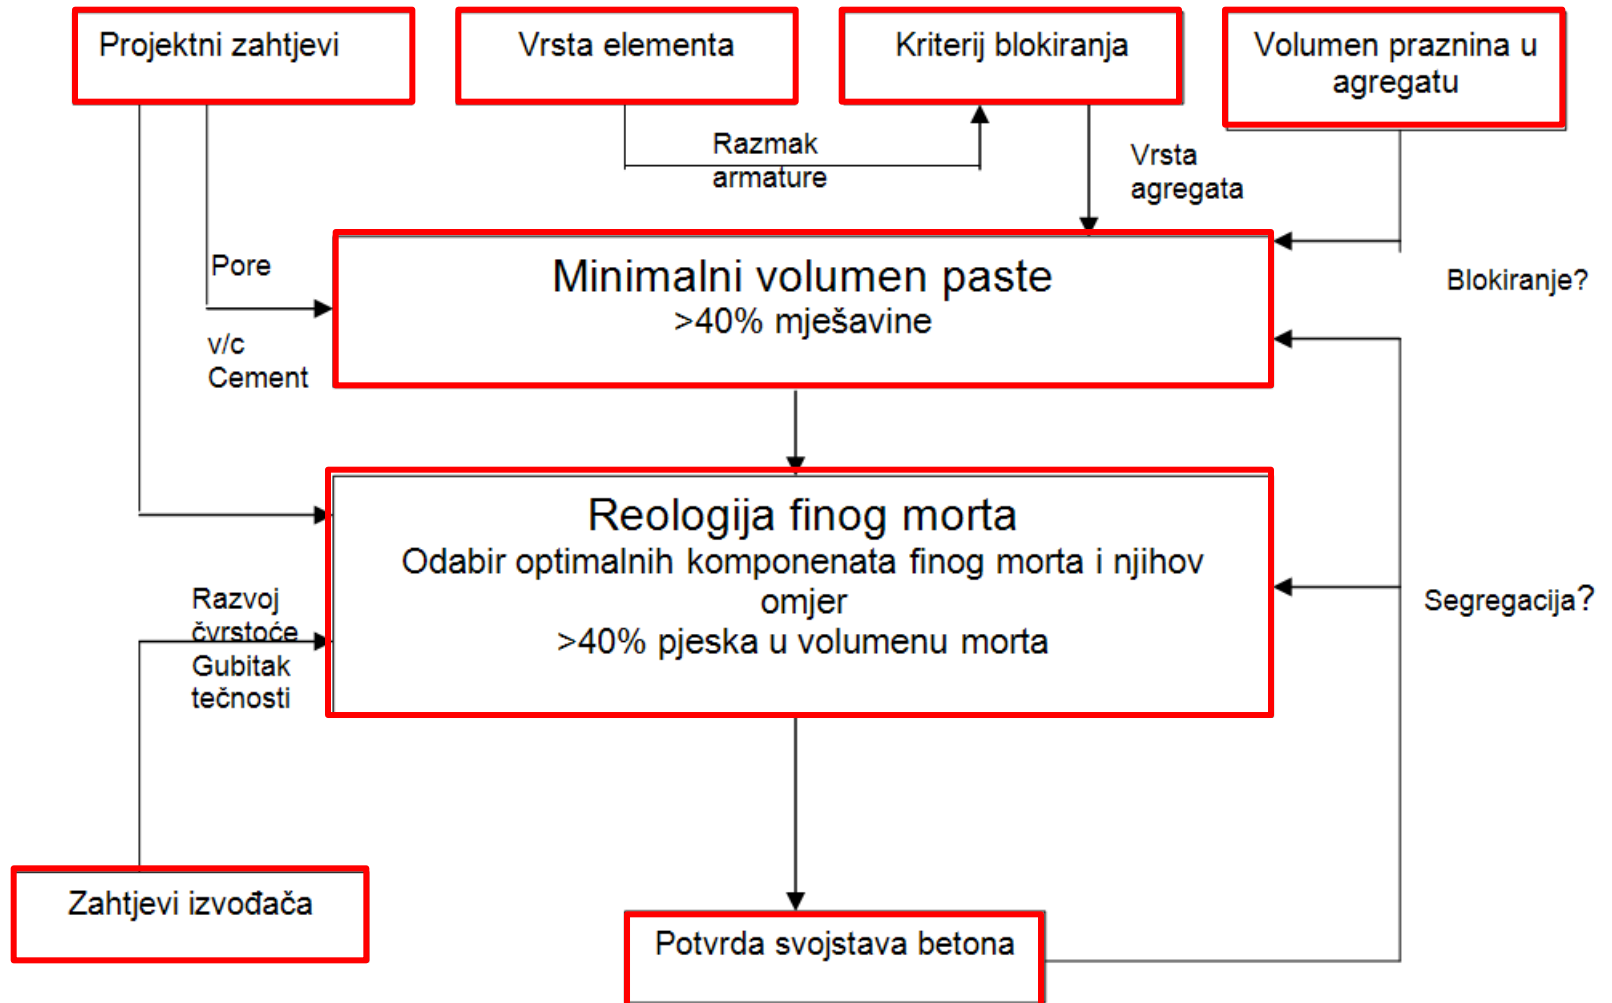 Projektni zahtjevi
Vrsta elementa
Kriterij blokiranja
Volumen praznina u
agregatu
Razmak
armature
Vrsta
agregata
Pore
v/c
Cement
Minimalni volumen paste
>40% mješavine
Blokiranje?
Reologija finog morta
Odabir optimalnih komponenata finog morta i njihov
omjer
>40% pjeska u volumenu morta
Razvoj
čvrstoće
Gubitak
tečnosti
Segregacija?
Zahtjevi izvođača
Potvrda svojstava betona